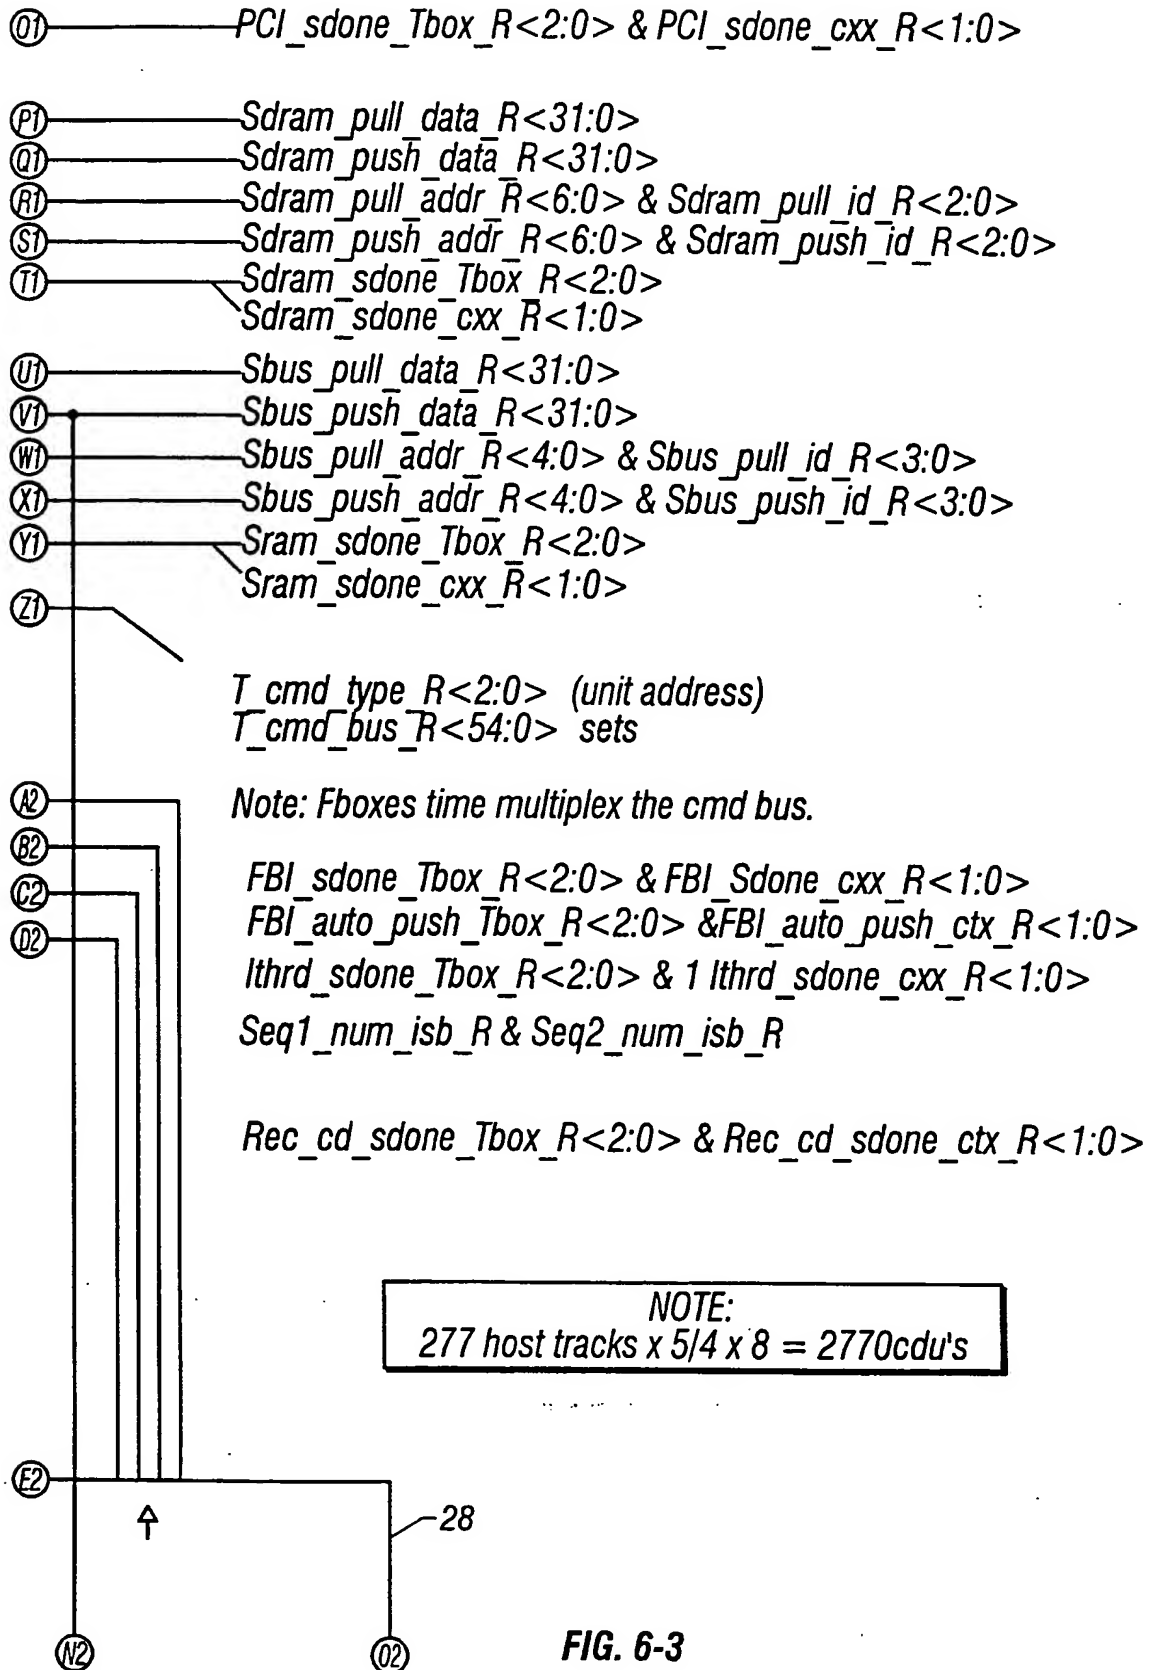 O1 PCI_sdone_Tbox_R<2:0> & PCI_sdone_cxx_R<1:0>
P1 Sdram_pull_data_R<31:0>
Q1 Sdram_push_data_R<31:0>
R1 Sdram_pull_addr_R<6:0> & Sdram_pull_id_R<2:0>
S1 Sdram_push_addr_R<6:0> & Sdram_push_id_R<2:0>
T1 Sdram_sdone_Tbox_R<2:0>
Sdram_sdone_cxx_R<1:0>
U1 Sbus_pull_data_R<31:0>
V1 Sbus_push_data_R<31:0>
W1 Sbus_pull_addr_R<4:0> & Sbus_pull_id_R<3:0>
X1 Sbus_push_addr_R<4:0> & Sbus_push_id_R<3:0>
Y1 Sram_sdone_Tbox_R<2:0>
Sram_sdone_cxx_R<1:0>
Z1
T_cmd_type_R<2:0> (unit address)
T_cmd_bus_R<54:0> sets
A2 Note: Fboxes time multiplex the cmd bus.
B2
C2 FBI_sdone_Tbox_R<2:0> & FBI_Sdone_cxx_R<1:0>
D2 FBI_auto_push_Tbox_R<2:0> &FBI_auto_push_ctx_R<1:0>
Ithrd_sdone_Tbox_R<2:0> & 1 Ithrd_sdone_cxx_R<1:0>
Seq1_num_isb_R & Seq2_num_isb_R
Rec_cd_sdone_Tbox_R<2:0> & Rec_cd_sdone_ctx_R<1:0>
NOTE:
277 host tracks x 5/4 x 8 = 2770cdu's
E2
28
N2 O2 FIG. 6-3